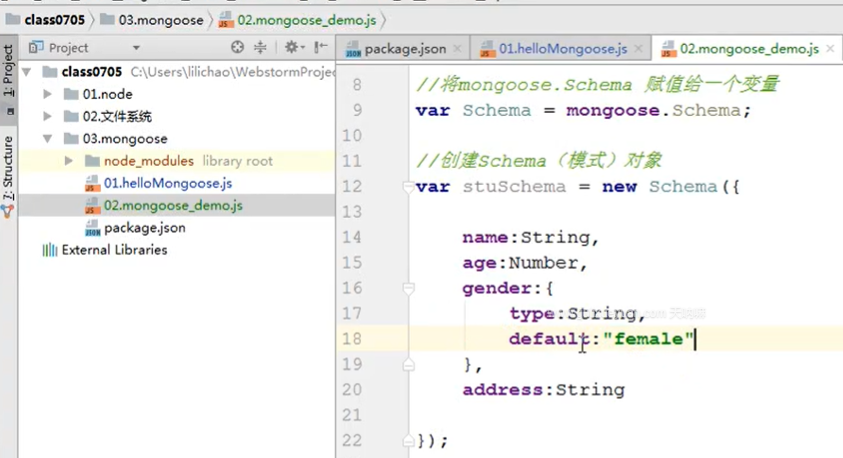 class0705 03.mongoose 02.mongoose_demo.js
1: Project
7: Structure
Project
class0705 C:\Users\lilichao\WebstormProjec
01.node
02.文件系统
03.mongoose
node_modules library root
01.helloMongoose.js
02.mongoose_demo.js
package.json
External Libraries
package.json 01.helloMongoose.js 02.mongoose_demo.js
8 //将mongoose.Schema 赋值给一个变量
9 var Schema = mongoose.Schema;
10
11 //创建Schema（模式）对象
12 var stuSchema = new Schema({
13
14 name:String,
15 age:Number,
16 gender:{
17 type:String,
18 default:"female"
19 },
20 address:String
21
22 });